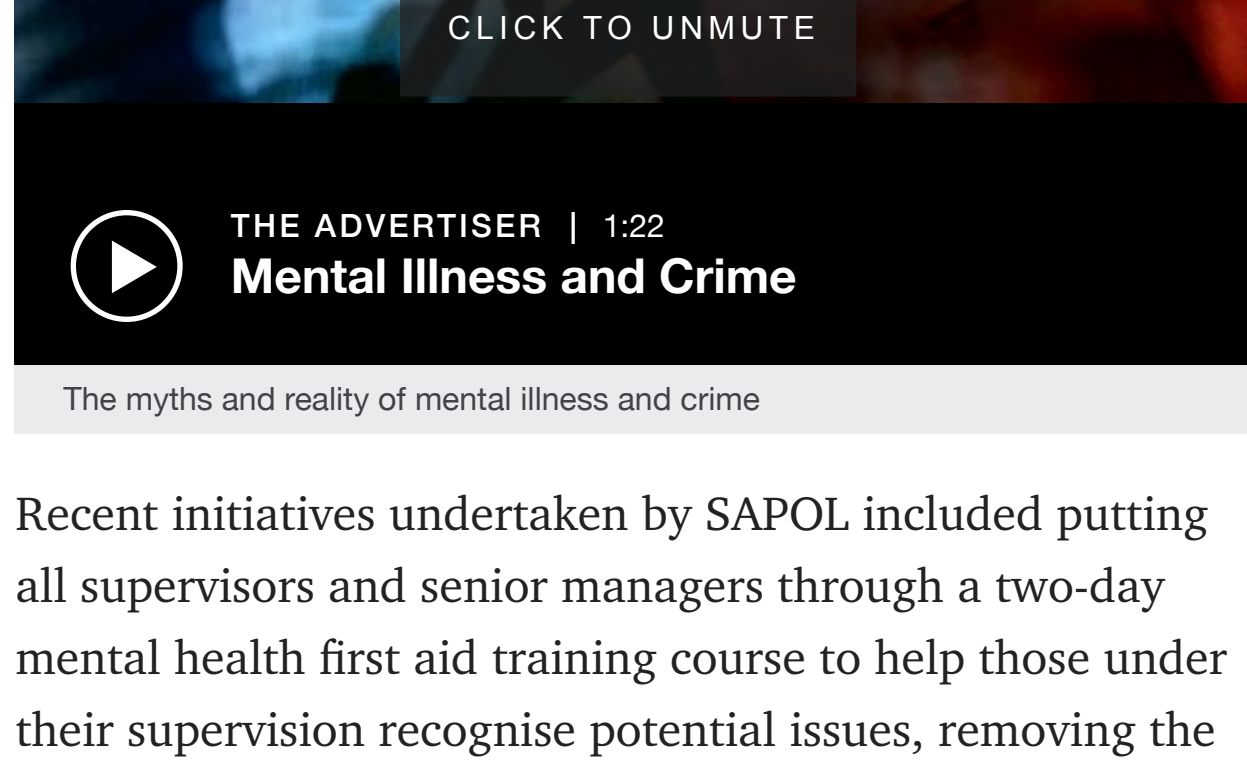 CLICK TO UNMUTE
THE ADVERTISER | 1:22
Mental Illness and Crime
The myths and reality of mental illness and crime
Recent initiatives undertaken by SAPOL included putting
all supervisors and senior managers through a two-day
mental health first aid training course to help those under
their supervision recognise potential issues, removing the